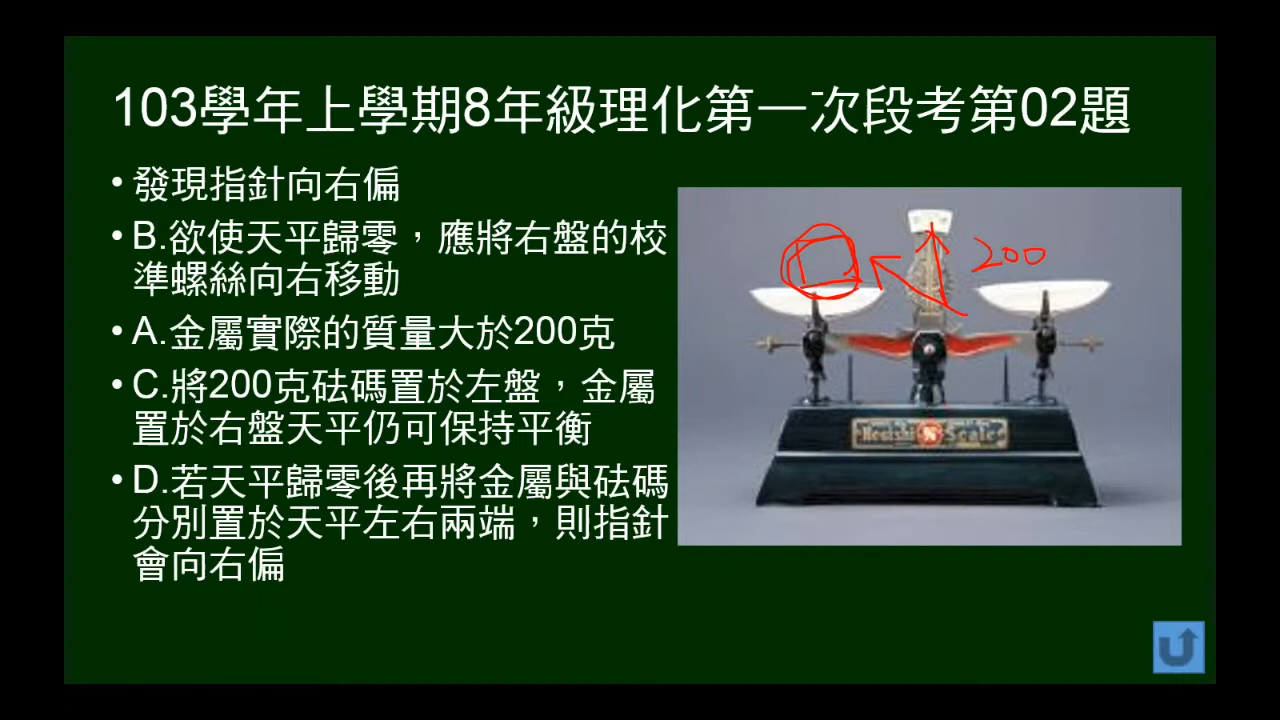 103學年上學期8年級理化第一次段考第02題
• 發現指針向右偏
• B.欲使天平歸零，應將右盤的校
準螺絲向右移動
• A.金屬實際的質量大於200克
• C.將200克砝碼置於左盤，金屬
置於右盤天平仍可保持平衡
• D.若天平歸零後再將金屬與砝碼
分別置於天平左右兩端，則指針
會向右偏
200